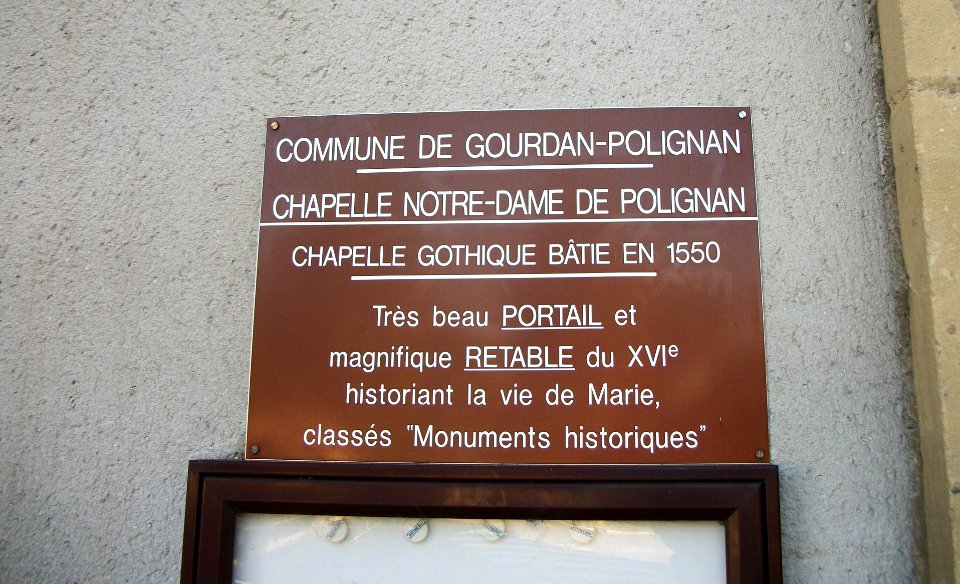 COMMUNE DE GOURDAN-POLIGNAN
CHAPELLE NOTRE-DAME DE POLIGNAN
CHAPELLE GOTHIQUE BÂTIE EN 1550
Très beau PORTAIL et
magnifique RETABLE du XVIᵉ
historiant la vie de Marie,
classés "Monuments historiques"